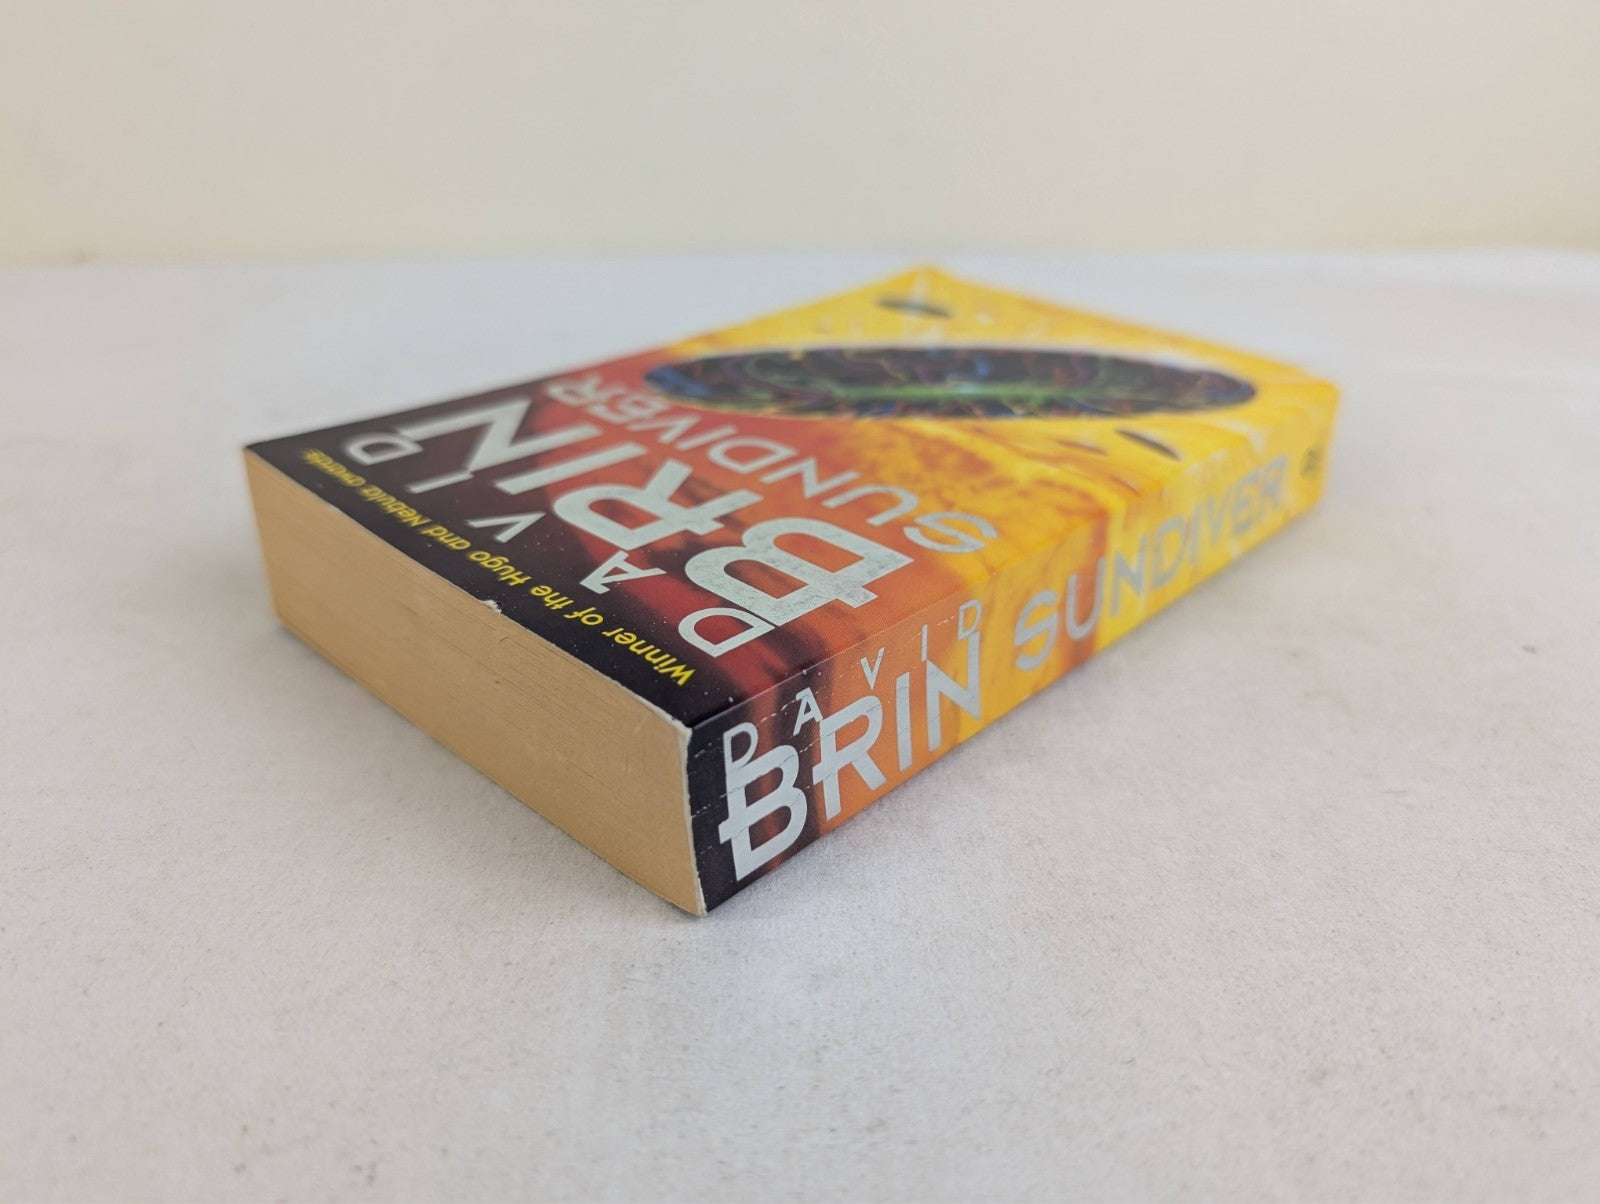 Winner of the Hugo and Nebula awards
DAVID
BRIN
SUNDIVER
DAVID
BRIN SUNDIVER